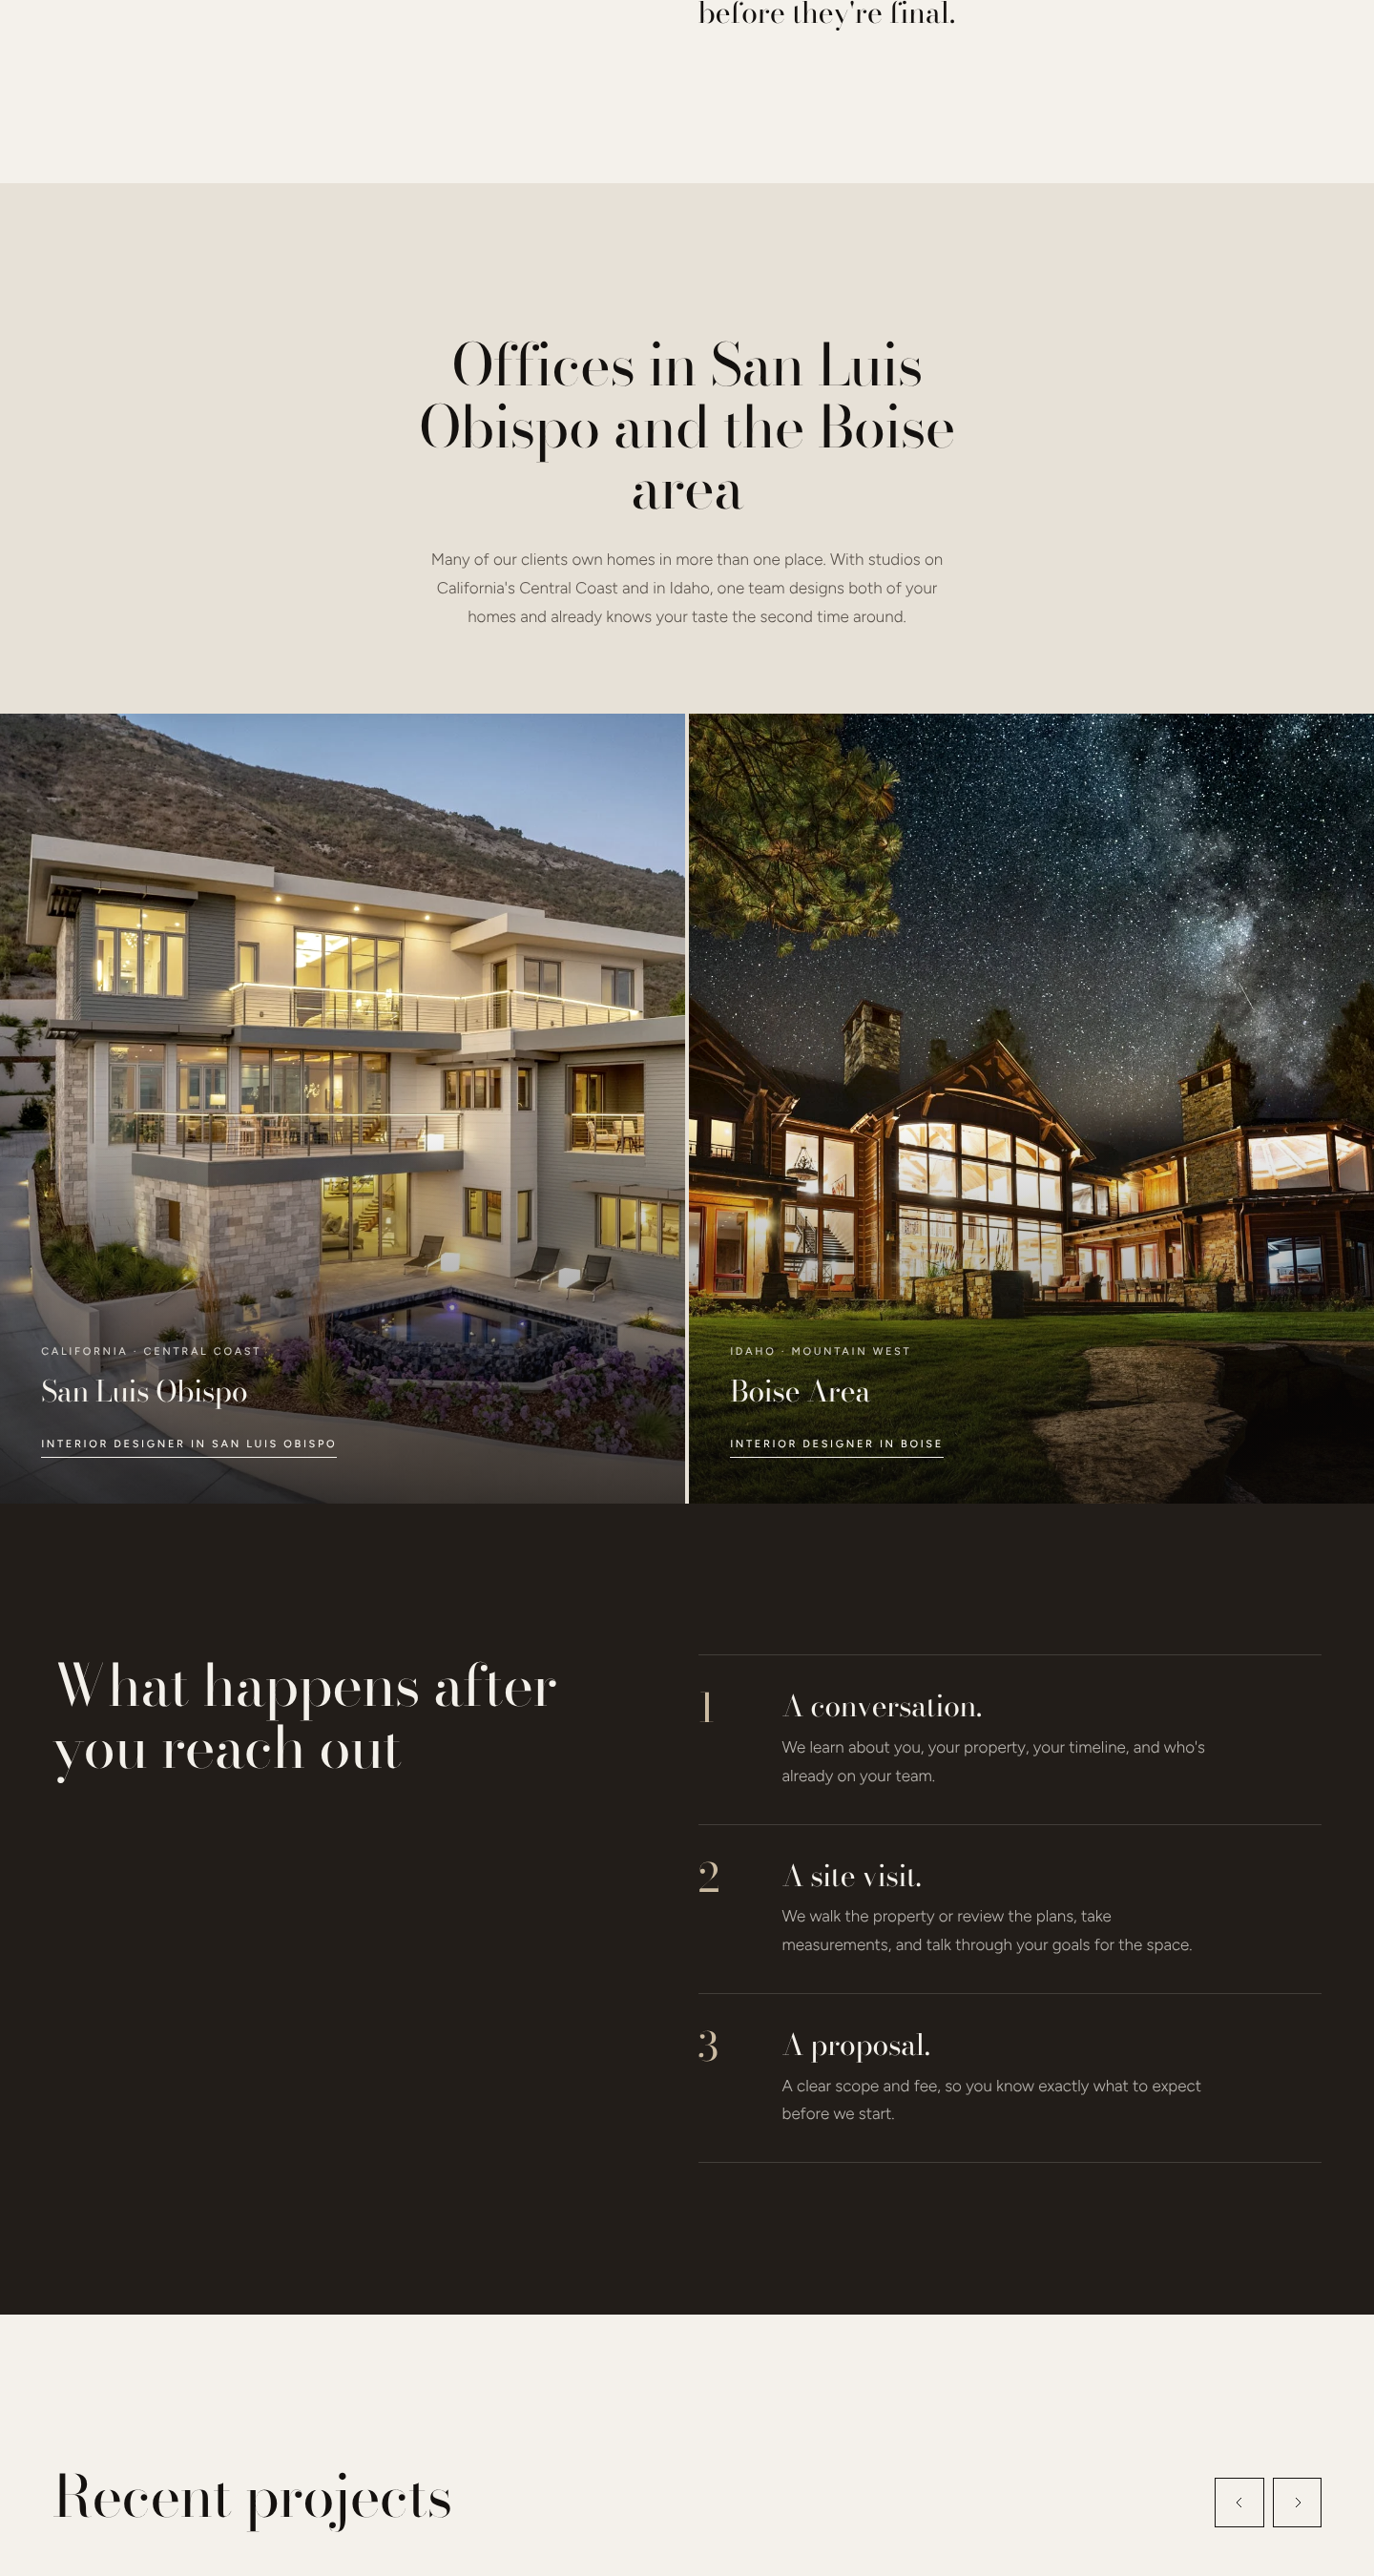 before they're final.
Offices in San Luis
Obispo and the Boise
area
Many of our clients own homes in more than one place. With studios on
California's Central Coast and in Idaho, one team designs both of your
homes and already knows your taste the second time around.
CALIFORNIA · CENTRAL COAST
San Luis Obispo
INTERIOR DESIGNER IN SAN LUIS OBISPO
IDAHO · MOUNTAIN WEST
Boise Area
INTERIOR DESIGNER IN BOISE
What happens after
you reach out
1
A conversation.
We learn about you, your property, your timeline, and who's
already on your team.
2
A site visit.
We walk the property or review the plans, take
measurements, and talk through your goals for the space.
3
A proposal.
A clear scope and fee, so you know exactly what to expect
before we start.
Recent projects